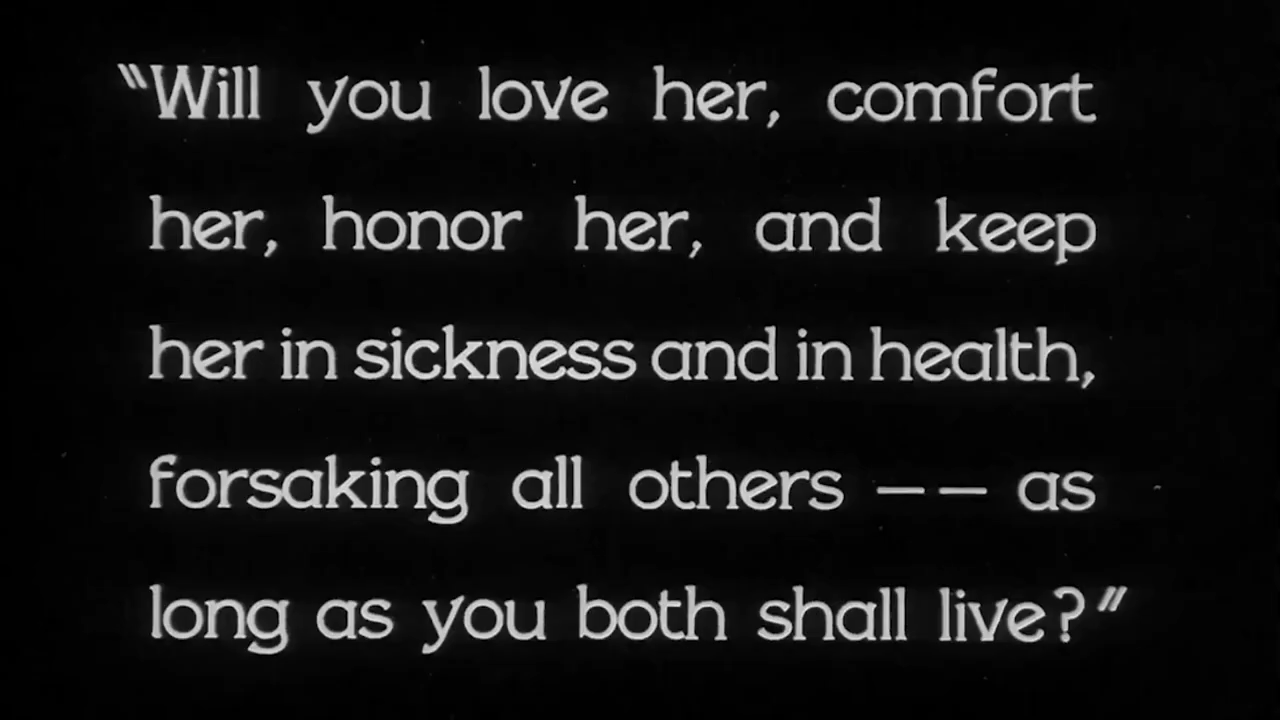 "Will you love her, comfort
her, honor her, and keep
her in sickness and in health,
forsaking all others –– as
long as you both shall live?"